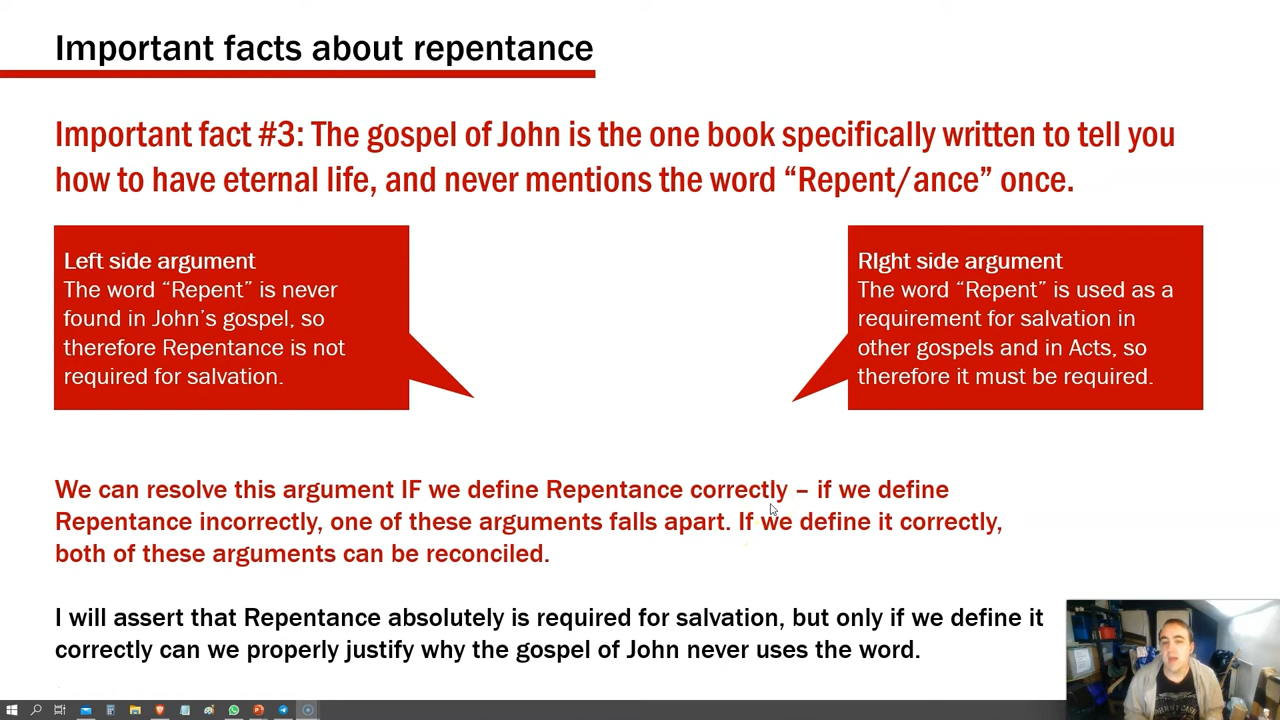 Important facts about repentance
Important fact #3: The gospel of John is the one book specifically written to tell you
how to have eternal life, and never mentions the word “Repent/ance” once.
Left side argument
The word “Repent” is never
found in John’s gospel, so
therefore Repentance is not
required for salvation.
RIght side argument
The word “Repent” is used as a
requirement for salvation in
other gospels and in Acts, so
therefore it must be required.
We can resolve this argument IF we define Repentance correctly – if we define
Repentance incorrectly, one of these arguments falls apart. If we define it correctly,
both of these arguments can be reconciled.
I will assert that Repentance absolutely is required for salvation, but only if we define it
correctly can we properly justify why the gospel of John never uses the word.